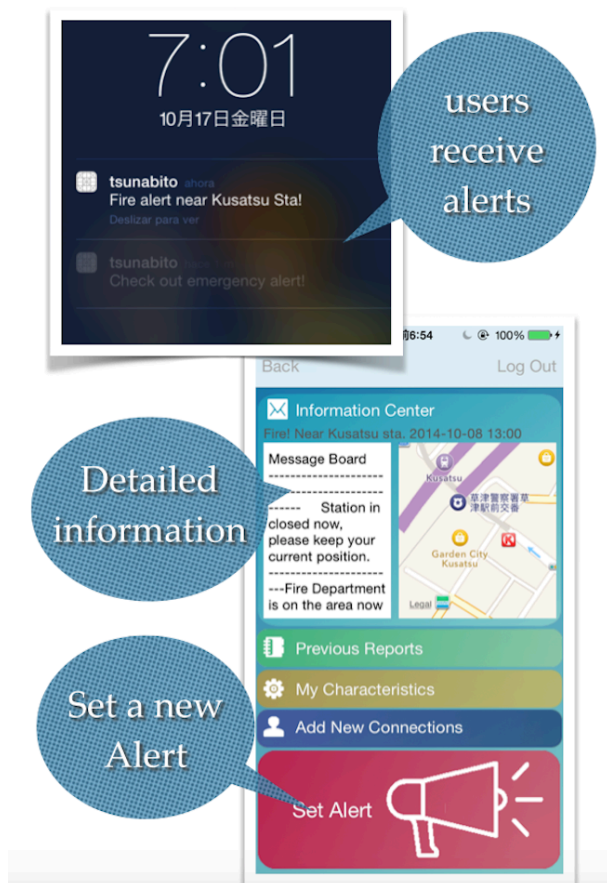 7:01
10月17日金曜日
tsunabito ahora
Fire alert near Kusatsu Sta!
Deslizar para ver
tsunabito
Check out emergency alert!
users
receive
alerts
6:54
100%
Back
Log Out
Information Center
Fire! Near Kusatsu sta. 2014-10-08 13:00
Message Board
---------------------
---------------------
------ Station in
closed now,
please keep your
current position.
---------------------
---Fire Department
is on the area now
Kusatsu
草津警察署草
津駅前交番
K
Garden City
Kusatsu
Legal
Detailed
information
Previous Reports
My Characteristics
Add New Connections
Set a new
Alert
Set Alert